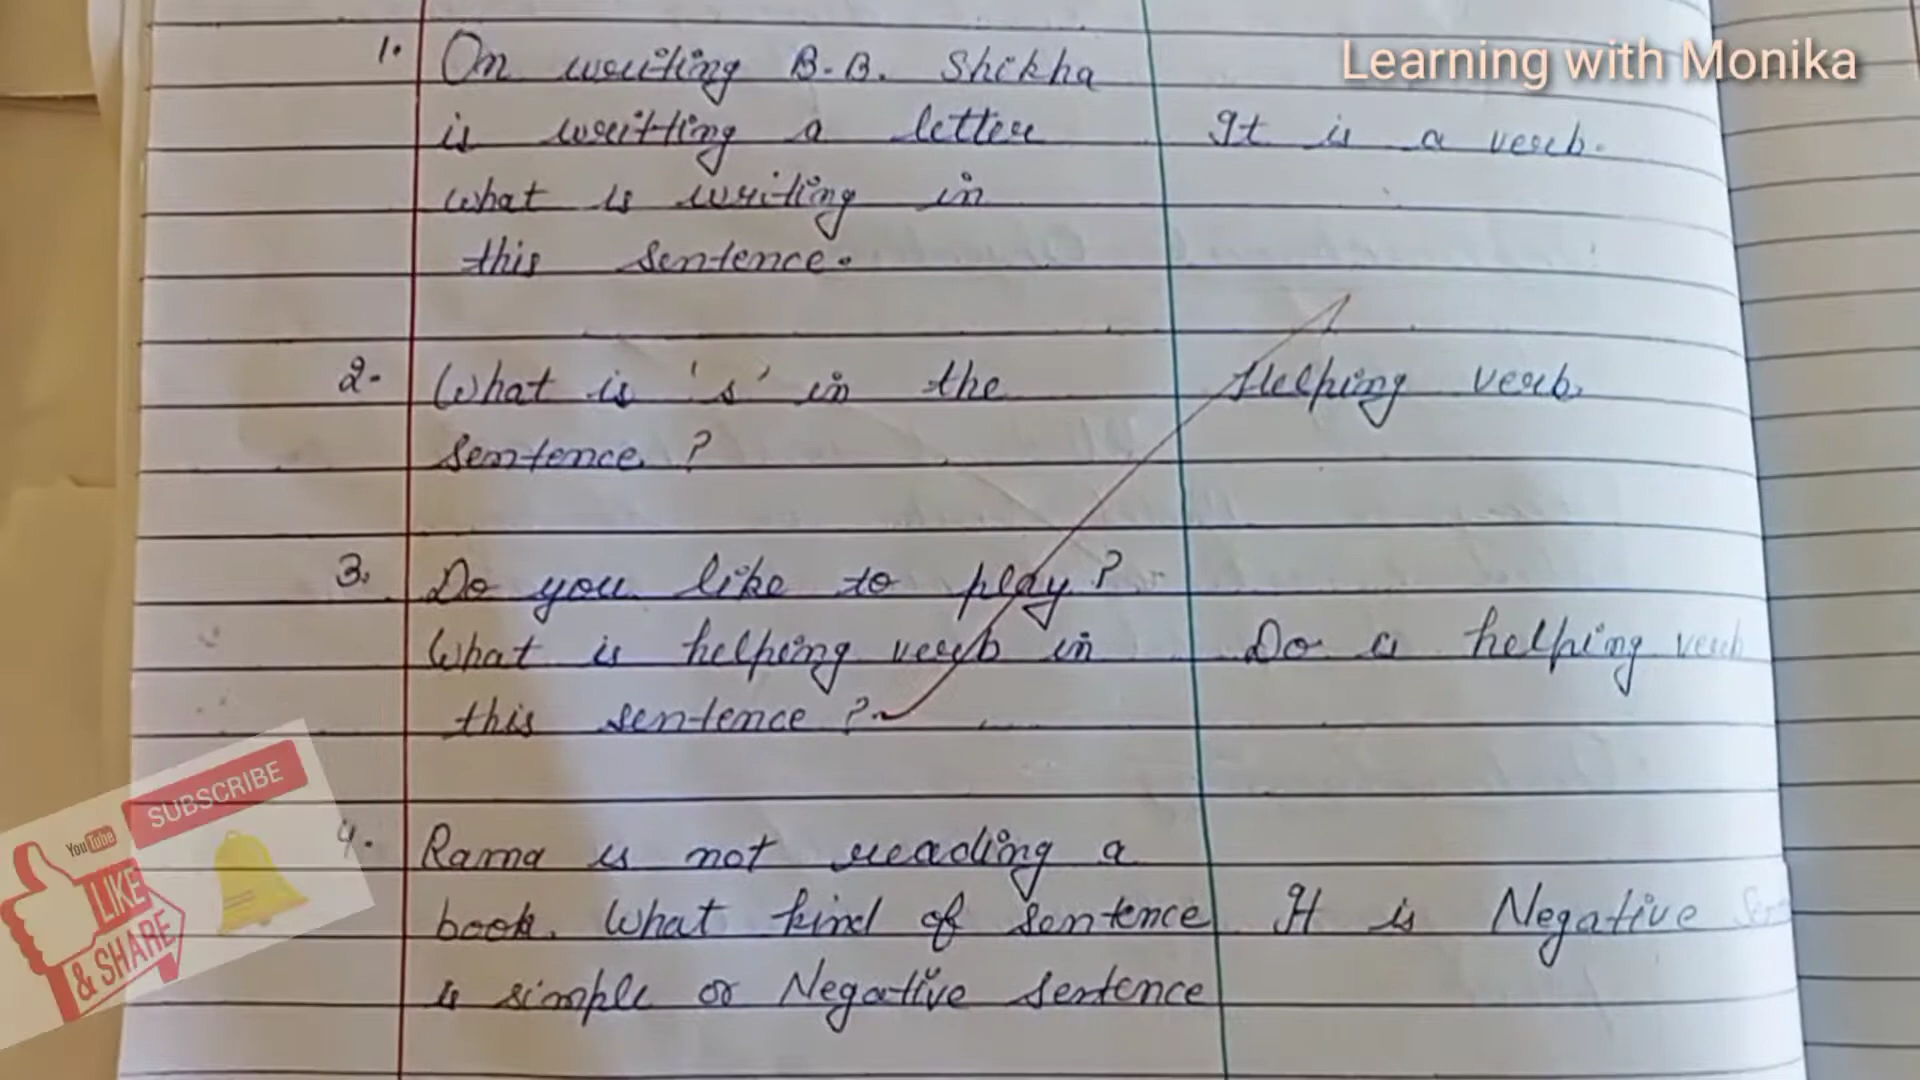 Learning with Monika
1. On writing B.B. Shikha
is writting a letter It is a verb.
What is writing in
this sentence.
2. What is 's' in the Helping verb.
sentence ?
3. Do you like to play ?
What is helping verb in Do is helping verb
this sentence ?
4. Rama is not reading a
book. What kind of sentence It is Negative Sen
is simple or Negative sentence
SUBSCRIBE
YouTube
LIKE
& SHARE